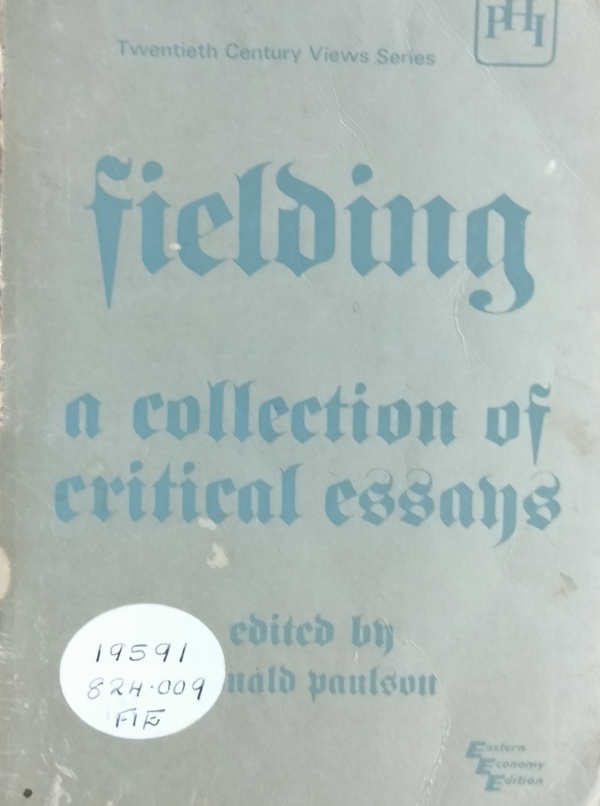 Twentieth Century Views Series
PHI
fielding
a collection of
critical essays
edited by
nald paulson
19591
824.009
FIE
Eastern
Economy
Edition